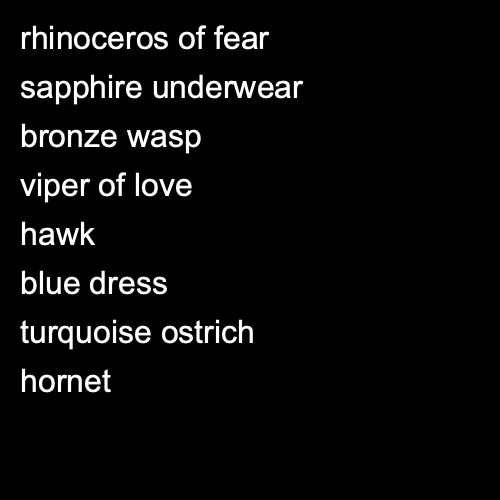 rhinoceros of fear
sapphire underwear
bronze wasp
viper of love
hawk
blue dress
turquoise ostrich
hornet